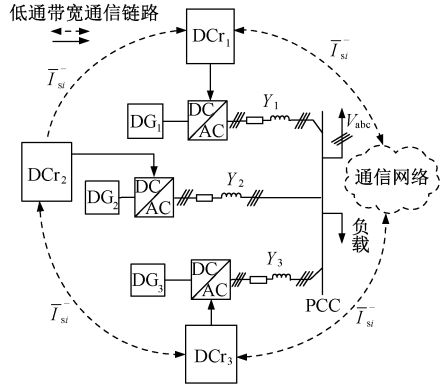 低通带宽通信链路
DCr₁
I̅ₛᵢ⁻
I̅ₛᵢ⁻
DG₁
DC
AC
Y₁
Vabc
DCr₂
DG₂
DC
AC
Y₂
通信网络
负载
DG₃
DC
AC
Y₃
PCC
I̅ₛᵢ⁻
I̅ₛᵢ⁻
DCr₃